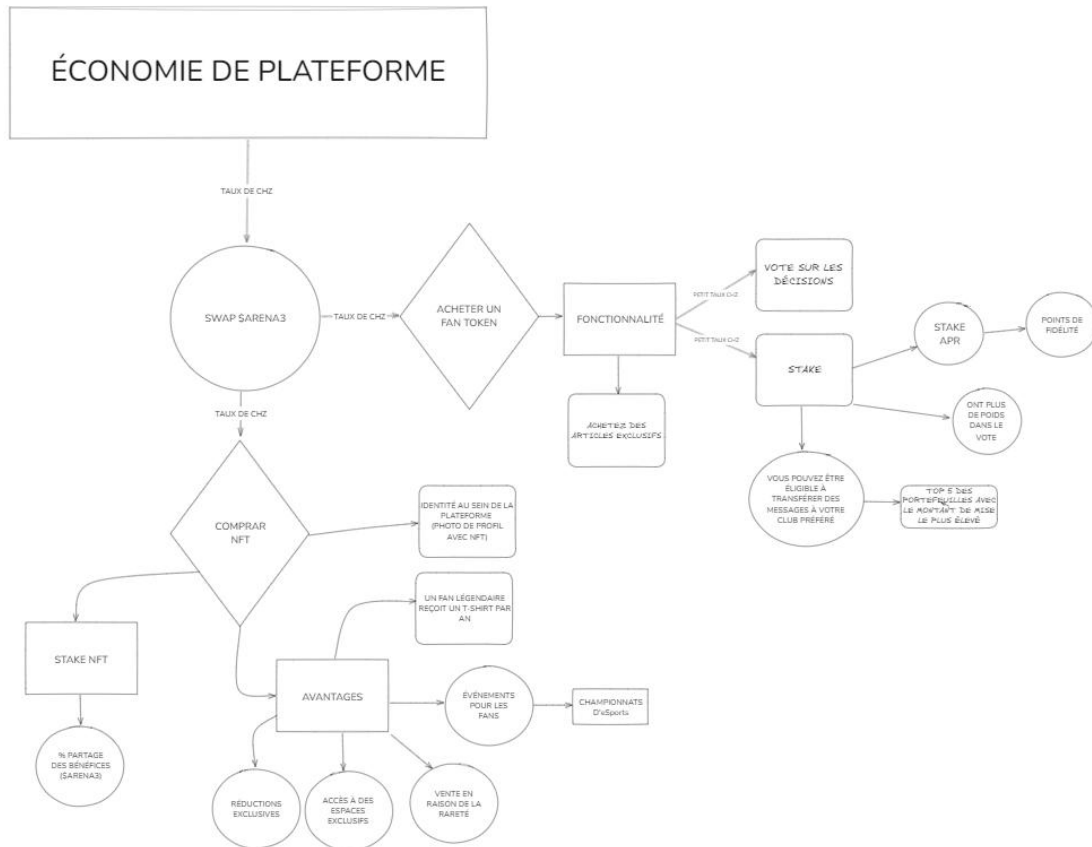 ÉCONOMIE DE PLATEFORME
TAUX DE CHZ
SWAP $ARENA3
TAUX DE CHZ
ACHETER UN
FAN TOKEN
FONCTIONNALITÉ
PETIT TAUX CHZ
VOTE SUR LES
DÉCISIONS
PETIT TAUX CHZ
STAKE
STAKE
APR
POINTS DE
FIDÉLITÉ
ONT PLUS
DE POIDS
DANS LE
VOTE
ACHETER DES
ARTICLES EXCLUSIFS
VOUS POUVEZ ÊTRE
ÉLIGIBLE À
TRANSFÉRER DES
MESSAGES À VOTRE
CLUB PRÉFÉRÉ
TOP 5 DES
PORTEFEUILLES AVEC
LE MONTANT DE MISE
LE PLUS ÉLEVÉ
TAUX DE CHZ
COMPRAR
NFT
IDENTITÉ AU SEIN DE LA
PLATEFORME
(PHOTO DE PROFIL
AVEC NFT)
UN FAN LÉGENDAIRE
REÇOIT UN T-SHIRT PAR
AN
STAKE NFT
% PARTAGE
DES BÉNÉFICES
($ARENA3)
AVANTAGES
ÉVÉNEMENTS
POUR LES
FANS
CHAMPIONNATS
D'eSports
RÉDUCTIONS
EXCLUSIVES
ACCÈS À DES
ESPACES
EXCLUSIFS
VENTE EN
RAISON DE LA
RARETÉ